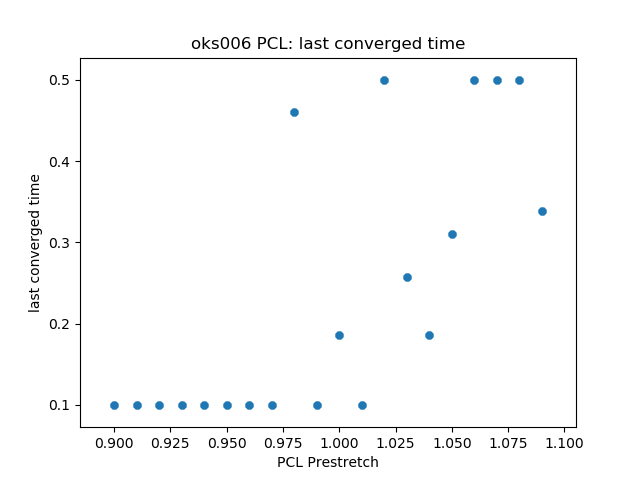 oks006 PCL: last converged time
last converged time
0.5
0.4
0.3
0.2
0.1
0.900 0.925 0.950 0.975 1.000 1.025 1.050 1.075 1.100
PCL Prestretch